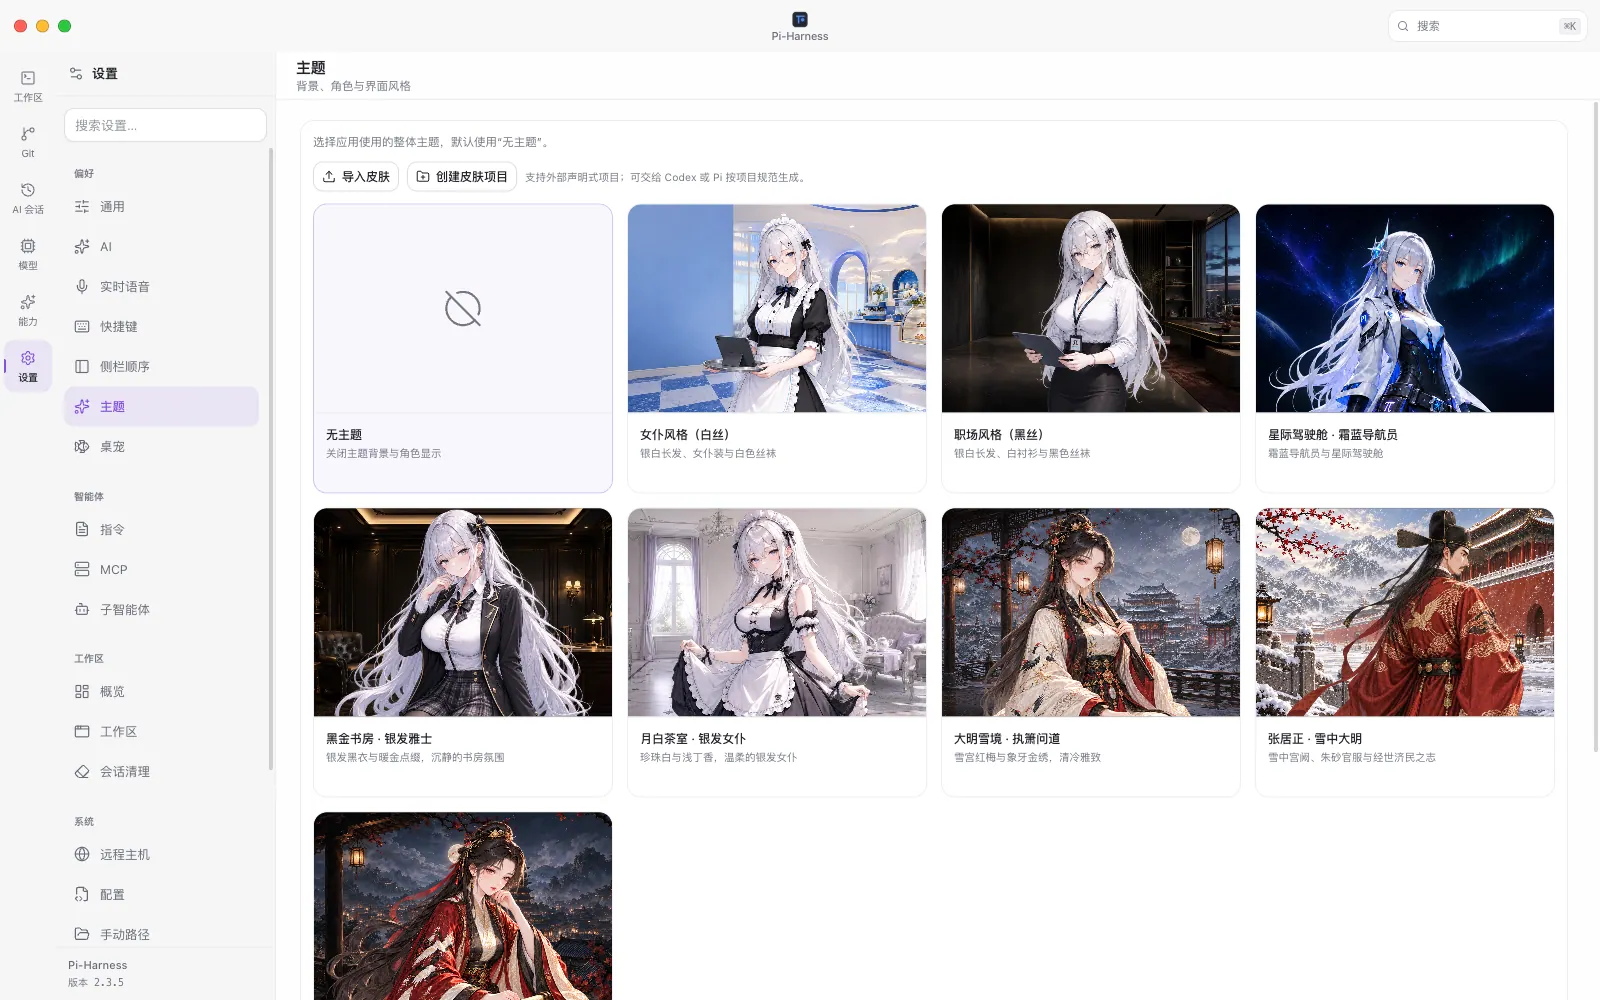 Pi-Harness
搜索
⌘K
工作区
Git
AI 会话
模型
能力
设置
设置
搜索设置...
偏好
通用
AI
实时语音
快捷键
侧栏顺序
主题
桌宠
智能体
指令
MCP
子智能体
工作区
概览
工作区
会话清理
系统
远程主机
配置
手动路径
Pi-Harness
版本 2.3.5
主题
背景、角色与界面风格
选择应用使用的整体主题，默认使用“无主题”。
导入皮肤
创建皮肤项目
支持外部声明式项目；可交给 Codex 或 Pi 按项目规范生成。
无主题
关闭主题背景与角色显示
女仆风格（白丝）
银白长发、女仆装与白色丝袜
职场风格（黑丝）
银白长发、白衬衫与黑色丝袜
星际驾驶舱 · 霜蓝导航员
霜蓝导航员与星际驾驶舱
黑金书房 · 银发雅士
银发黑衣与暖金点缀，沉静的书房氛围
月白茶室 · 银发女仆
珍珠白与浅丁香，温柔的银发女仆
大明雪境 · 执箫问道
雪宫红梅与象牙金绣，清冷雅致
张居正 · 雪中大明
雪中宫阙、朱砂官服与经世济民之志